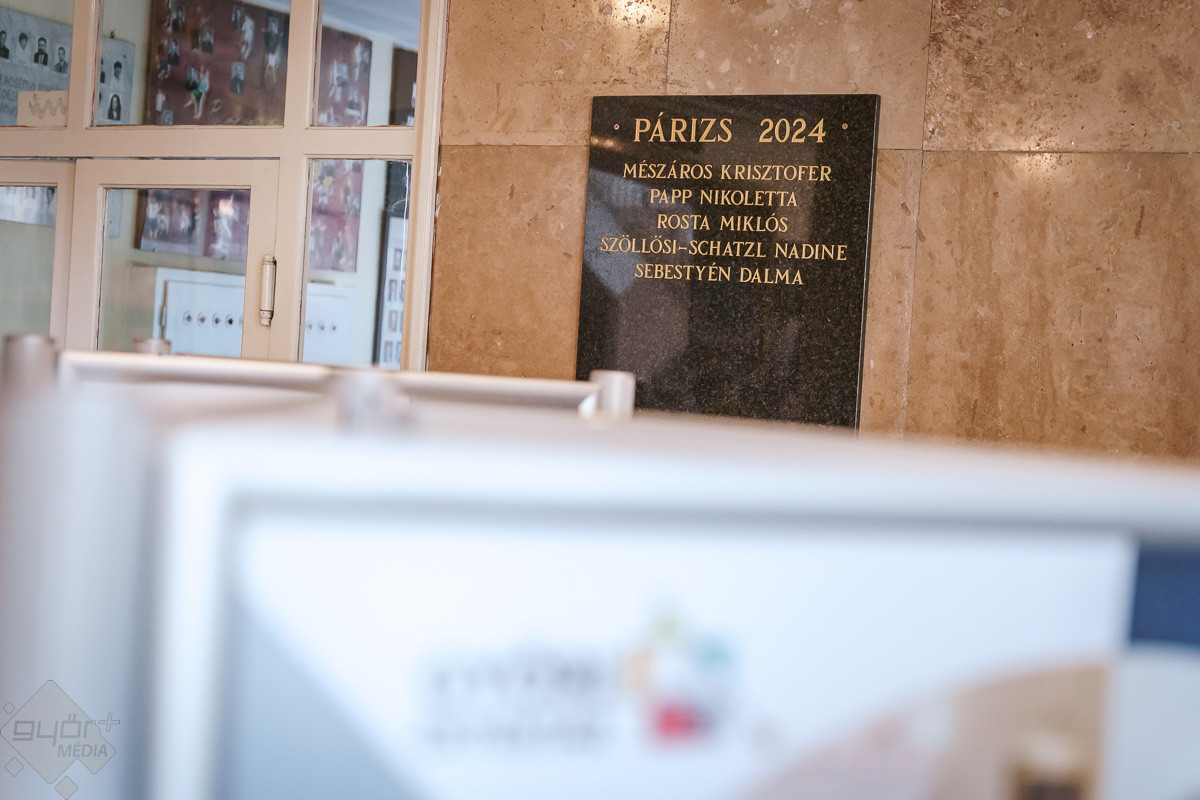 PÁRIZS 2024
MÉSZÁROS KRISZTOFER
PAPP NIKOLETTA
ROSTA MIKLÓS
SZÖLLŐSI-SCHATZL NADINE
SEBESTYÉN DALMA
győr+
MÉDIA